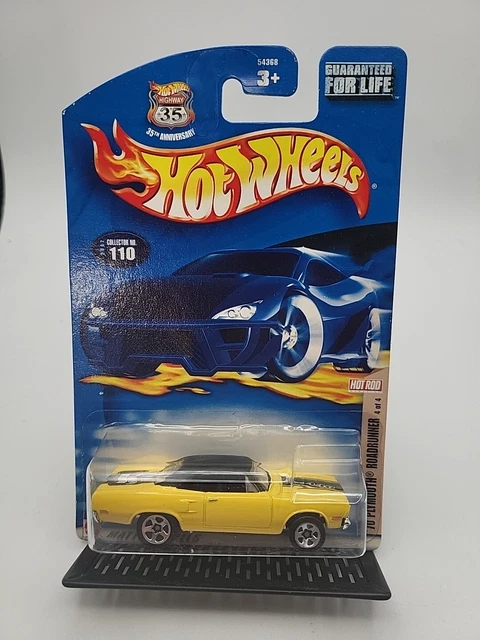 54368
3+
GUARANTEED
FOR LIFE
Hot Wheels
HIGHWAY
35
35TH ANNIVERSARY
HOT WHEELS
®
COLLECTOR NO.
110
HOT ROD
'70 PLYMOUTH® ROADRUNNER 4 of 4